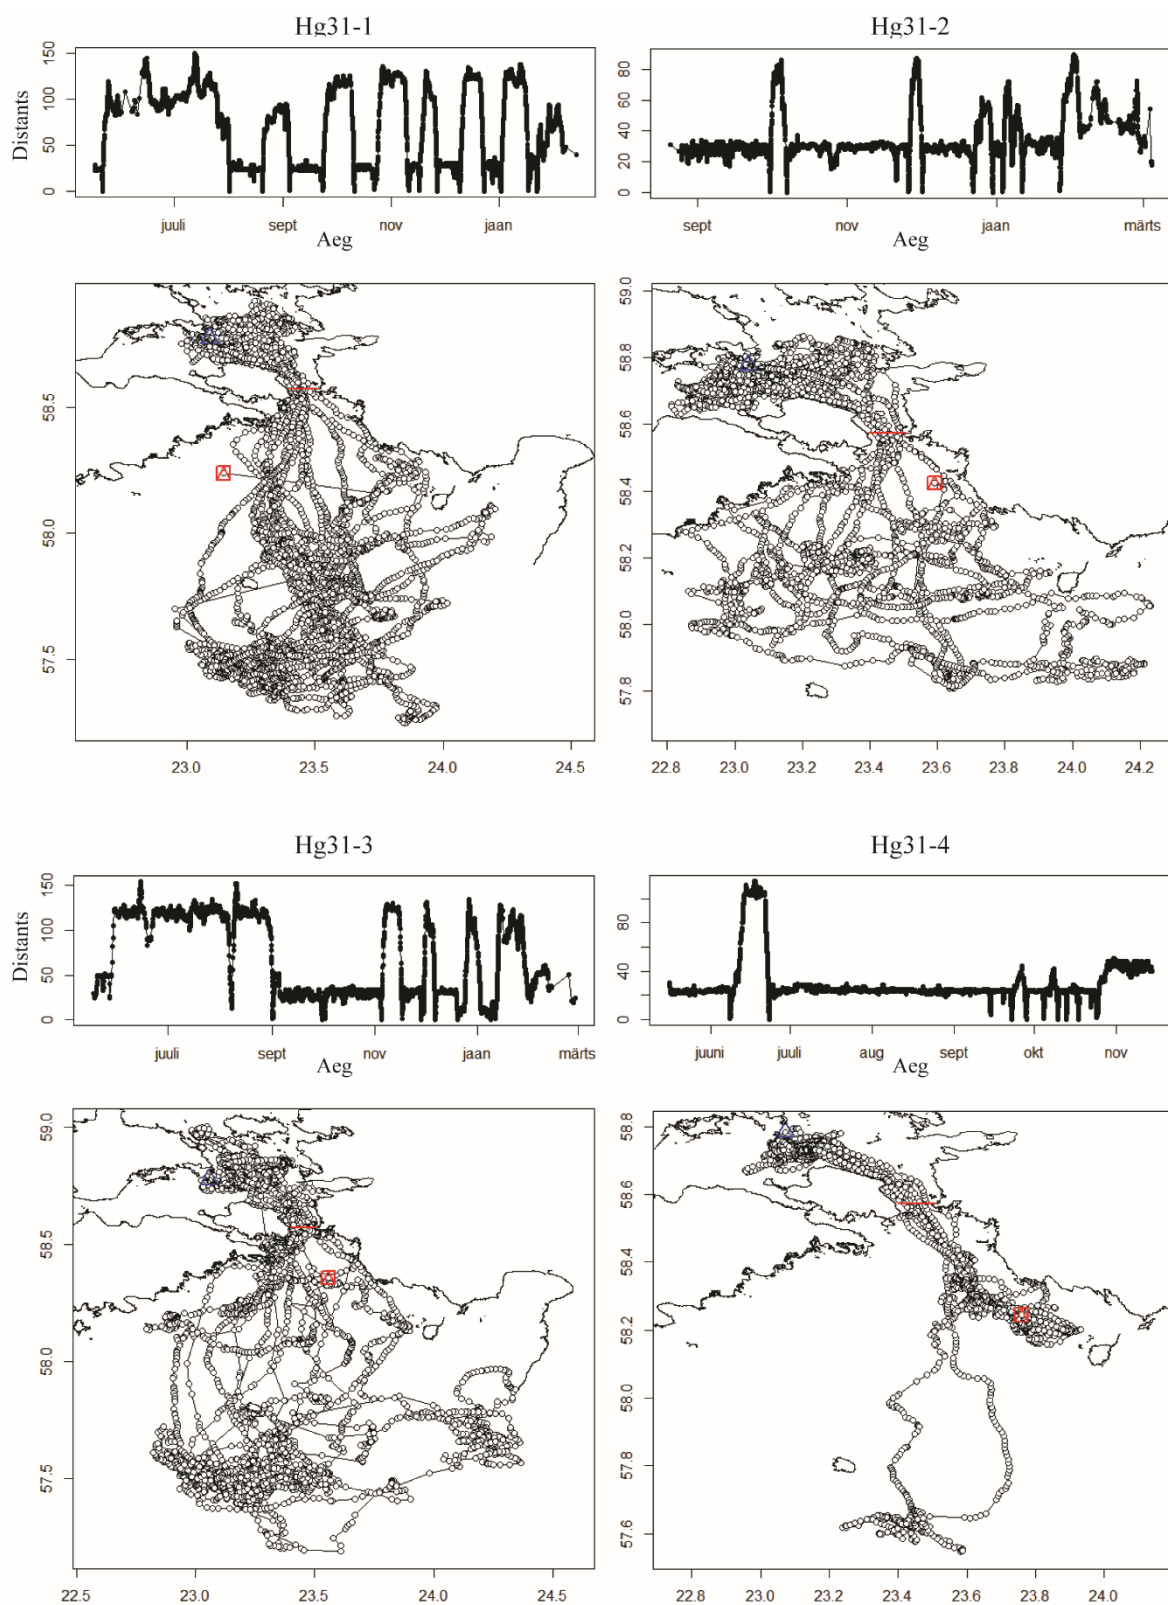 Hg31-1
Hg31-2
Distants
150
100
50
0
juuli
sept
nov
jaan
Aeg
80
60
40
20
0
sept
nov
jaan
märts
Aeg
58.5
58.0
57.5
23.0
23.5
24.0
24.5
59.0
58.8
58.6
58.4
58.2
58.0
57.8
22.8
23.0
23.2
23.4
23.6
23.8
24.0
24.2
Hg31-3
Hg31-4
Distants
150
100
50
0
juuli
sept
nov
jaan
märts
Aeg
80
40
0
juuni
juuli
aug
sept
okt
nov
Aeg
59.0
58.5
58.0
57.5
22.5
23.0
23.5
24.0
24.5
58.8
58.6
58.4
58.2
58.0
57.8
57.6
22.8
23.0
23.2
23.4
23.6
23.8
24.0